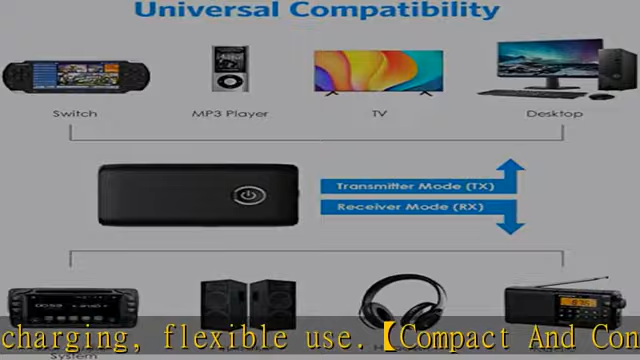 Universal Compatibility
Switch
MP3 Player
TV
Desktop
Transmitter Mode (TX)
Receiver Mode (RX)
charging, flexible use.【Compact And Con
System